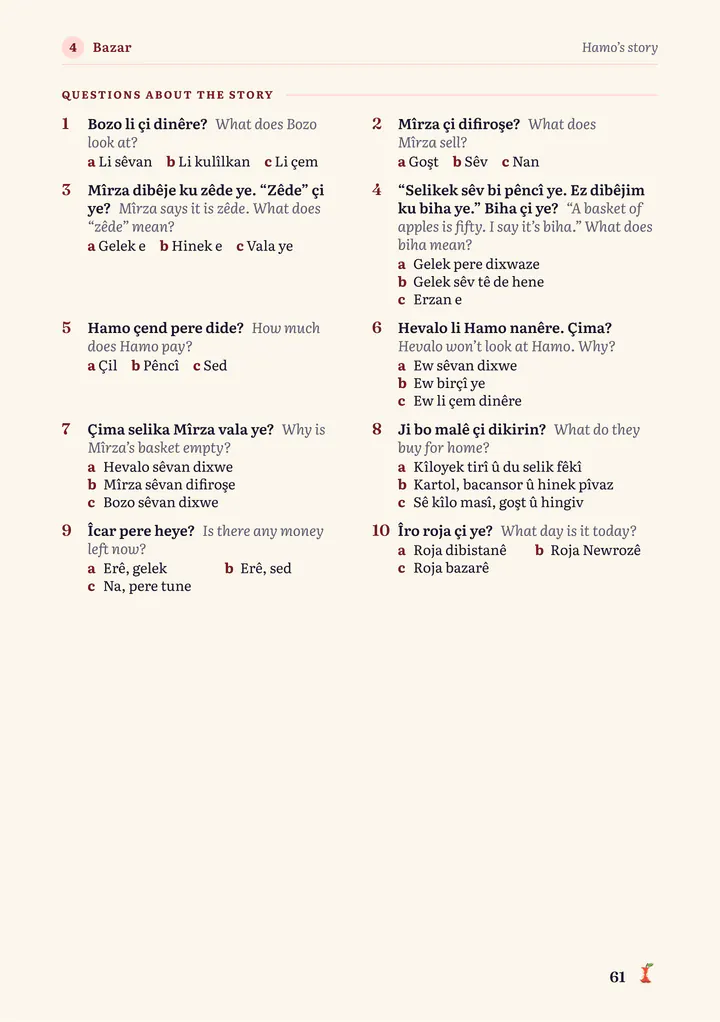 4 Bazar
Hamo’s story
QUESTIONS ABOUT THE STORY
1 Bozo li çi dinêre? What does Bozo
look at?
a Li sêvan b Li kulîlkan c Li çem
2 Mîrza çi difiroşe? What does
Mîrza sell?
a Goşt b Sêv c Nan
3 Mîrza dibêje ku zêde ye. “Zêde” çi
ye? Mîrza says it is zêde. What does
“zêde” mean?
a Gelek e b Hinek e c Vala ye
4 “Selikek sêv bi pêncî ye. Ez dibêjim
ku biha ye.” Biha çi ye? “A basket of
apples is fifty. I say it’s biha.” What does
biha mean?
a Gelek pere dixwaze
b Gelek sêv tê de hene
c Erzan e
5 Hamo çend pere dide? How much
does Hamo pay?
a Çil b Pêncî c Sed
6 Hevalo li Hamo nanêre. Çima?
Hevalo won’t look at Hamo. Why?
a Ew sêvan dixwe
b Ew birçî ye
c Ew li çem dinêre
7 Çima selika Mîrza vala ye? Why is
Mîrza’s basket empty?
a Hevalo sêvan dixwe
b Mîrza sêvan difiroşe
c Bozo sêvan dixwe
8 Ji bo malê çi dikirin? What do they
buy for home?
a Kîloyek tirî û du selik fêkî
b Kartol, bacansor û hinek pîvaz
c Sê kîlo masî, goşt û hingiv
9 Îcar pere heye? Is there any money
left now?
a Erê, gelek b Erê, sed
c Na, pere tune
10 Îro roja çi ye? What day is it today?
a Roja dibistanê b Roja Newrozê
c Roja bazarê
61